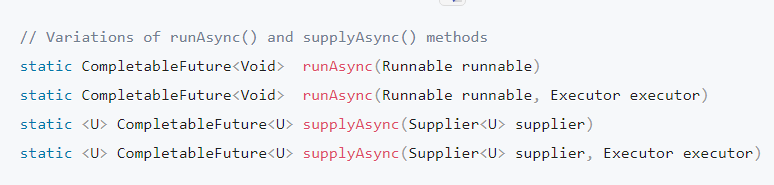 // Variations of runAsync() and supplyAsync() methods
static CompletableFuture<Void>  runAsync(Runnable runnable)
static CompletableFuture<Void>  runAsync(Runnable runnable, Executor executor)
static <U> CompletableFuture<U> supplyAsync(Supplier<U> supplier)
static <U> CompletableFuture<U> supplyAsync(Supplier<U> supplier, Executor executor)